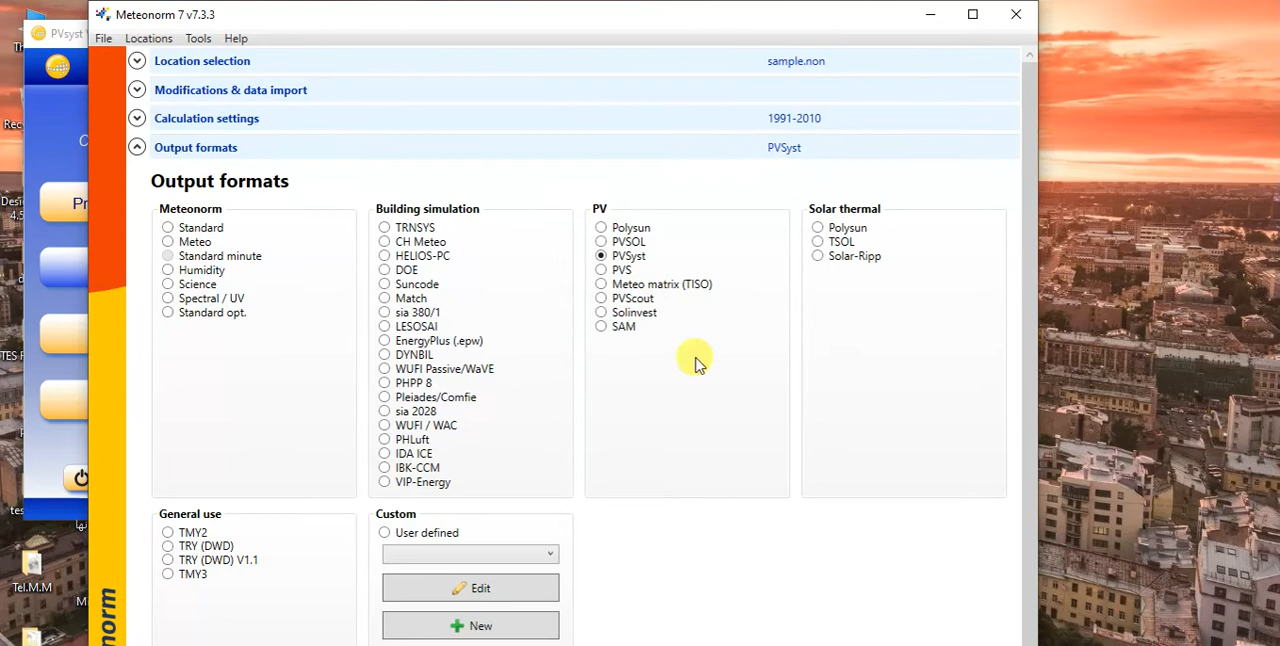 Meteonorm 7 v7.3.3
PVsyst
File Locations Tools Help
Location selection sample.non
Modifications & data import
Calculation settings 1991-2010
Output formats PVSyst
Output formats
Meteonorm
Standard
Meteo
Standard minute
Humidity
Science
Spectral / UV
Standard opt.
Building simulation
TRNSYS
CH Meteo
HELIOS-PC
DOE
Suncode
Match
sia 380/1
LESOSAI
EnergyPlus (.epw)
DYNBIL
WUFI Passive/WaVE
PHPP 8
Pleiades/Comfie
sia 2028
WUFI / WAC
PHLuft
IDA ICE
IBK-CCM
VIP-Energy
PV
Polysun
PVSOL
PVSyst
PVS
Meteo matrix (TISO)
PVScout
Solinvest
SAM
Solar thermal
Polysun
TSOL
Solar-Ripp
General use
TMY2
TRY (DWD)
TRY (DWD) V1.1
TMY3
Custom
User defined
Edit
New
norm
Tel.M.M